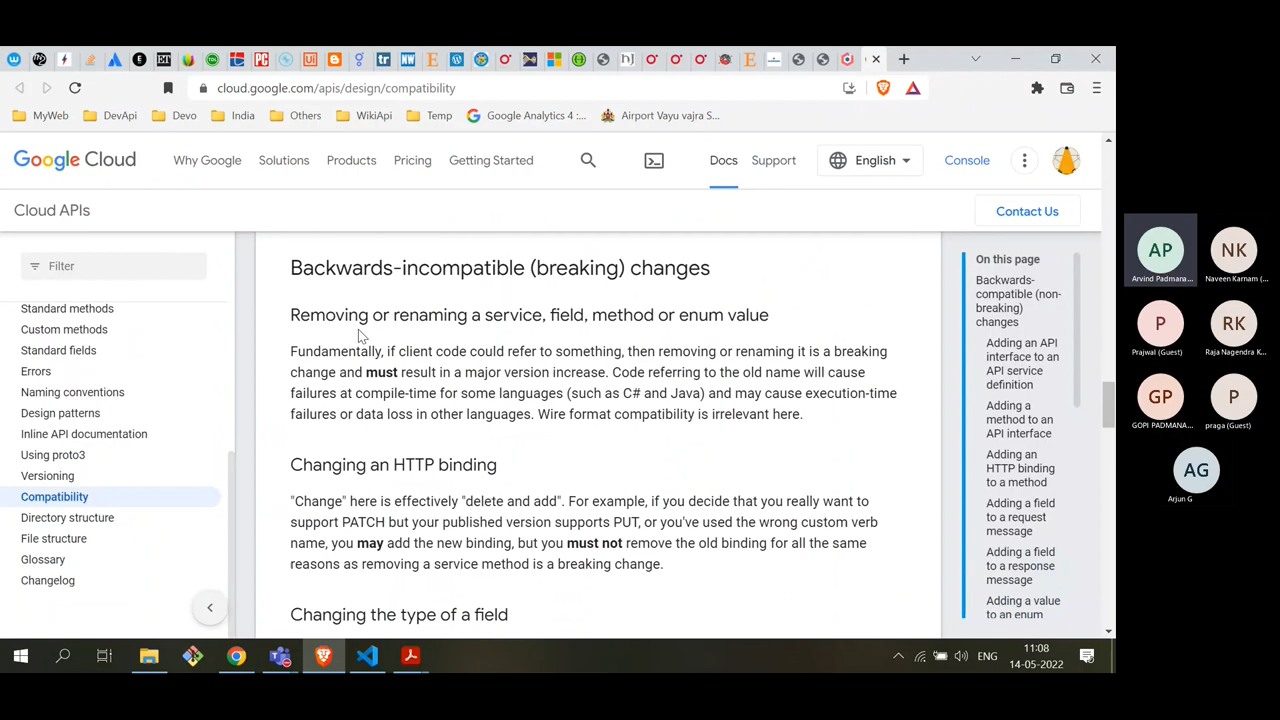 cloud.google.com/apis/design/compatibility
MyWeb
DevApi
Devo
India
Others
WikiApi
Temp
Google Analytics 4 :...
Airport Vayu vajra S...
Google Cloud
Why Google
Solutions
Products
Pricing
Getting Started
Docs
Support
English
Console
Cloud APIs
Contact Us
Filter
Standard methods
Custom methods
Standard fields
Errors
Naming conventions
Design patterns
Inline API documentation
Using proto3
Versioning
Compatibility
Directory structure
File structure
Glossary
Changelog
Backwards-incompatible (breaking) changes
Removing or renaming a service, field, method or enum value
Fundamentally, if client code could refer to something, then removing or renaming it is a breaking
change and must result in a major version increase. Code referring to the old name will cause
failures at compile-time for some languages (such as C# and Java) and may cause execution-time
failures or data loss in other languages. Wire format compatibility is irrelevant here.
Changing an HTTP binding
"Change" here is effectively "delete and add". For example, if you decide that you really want to
support PATCH but your published version supports PUT, or you've used the wrong custom verb
name, you may add the new binding, but you must not remove the old binding for all the same
reasons as removing a service method is a breaking change.
Changing the type of a field
On this page
Backwards-
compatible (non-
breaking)
changes
Adding an API
interface to an
API service
definition
Adding a
method to an
API interface
Adding an
HTTP binding
to a method
Adding a field
to a request
message
Adding a field
to a response
message
Adding a value
to an enum
AP
Arvind Padmana...
NK
Naveen Karnam (...
P
Prajwal (Guest)
RK
Raja Nagendra K...
GP
GOPI PADMANA...
P
praga (Guest)
AG
Arjun G
ENG
11:08
14-05-2022